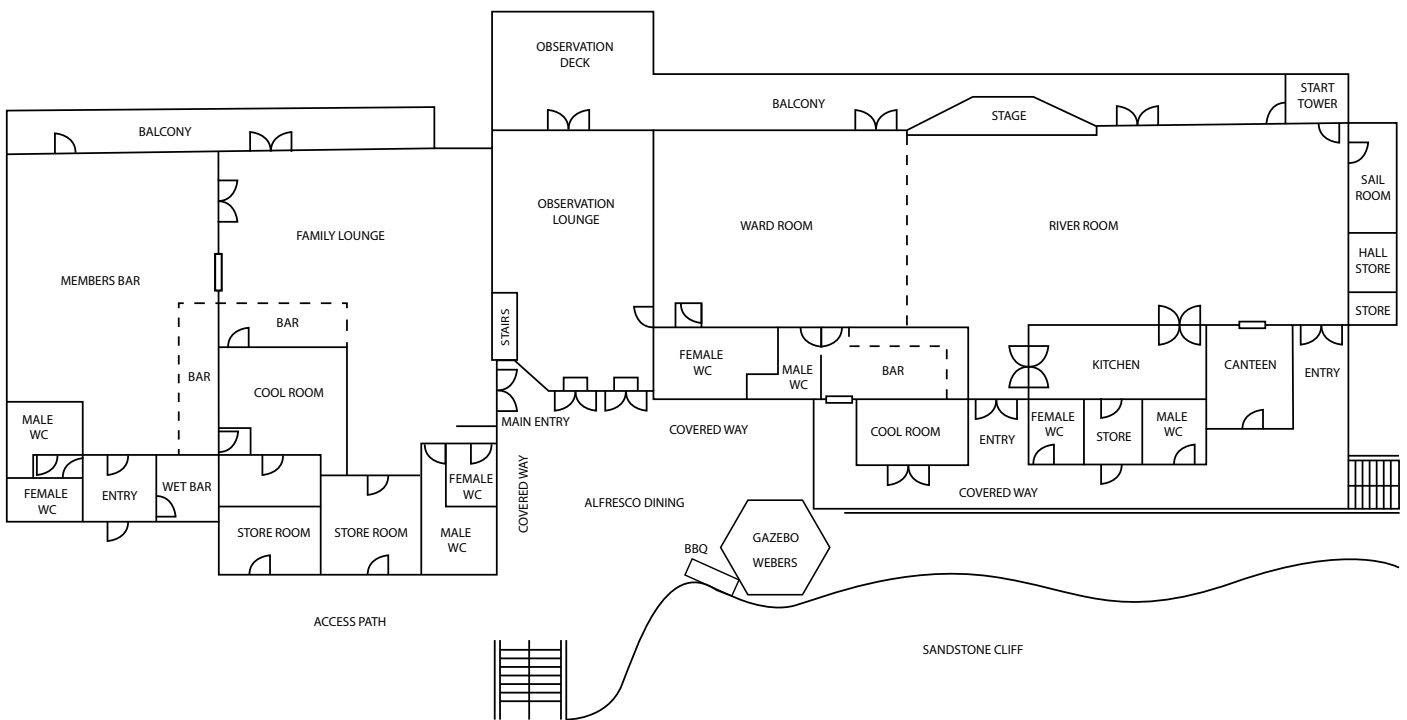 OBSERVATION
DECK
BALCONY
STAGE
START
TOWER
BALCONY
SAIL
ROOM
OBSERVATION
LOUNGE
WARD ROOM
RIVER ROOM
FAMILY LOUNGE
HALL
STORE
MEMBERS BAR
STORE
BAR
STAIRS
FEMALE
WC
MALE
WC
BAR
KITCHEN
CANTEEN
ENTRY
BAR
COOL ROOM
MALE
WC
MAIN ENTRY
COVERED WAY
COOL ROOM
ENTRY
FEMALE
WC
STORE
MALE
WC
FEMALE
WC
ENTRY
WET BAR
FEMALE
WC
COVERED WAY
ALFRESCO DINING
COVERED WAY
STORE ROOM
STORE ROOM
MALE
WC
BBQ
GAZEBO
WEBERS
ACCESS PATH
SANDSTONE CLIFF